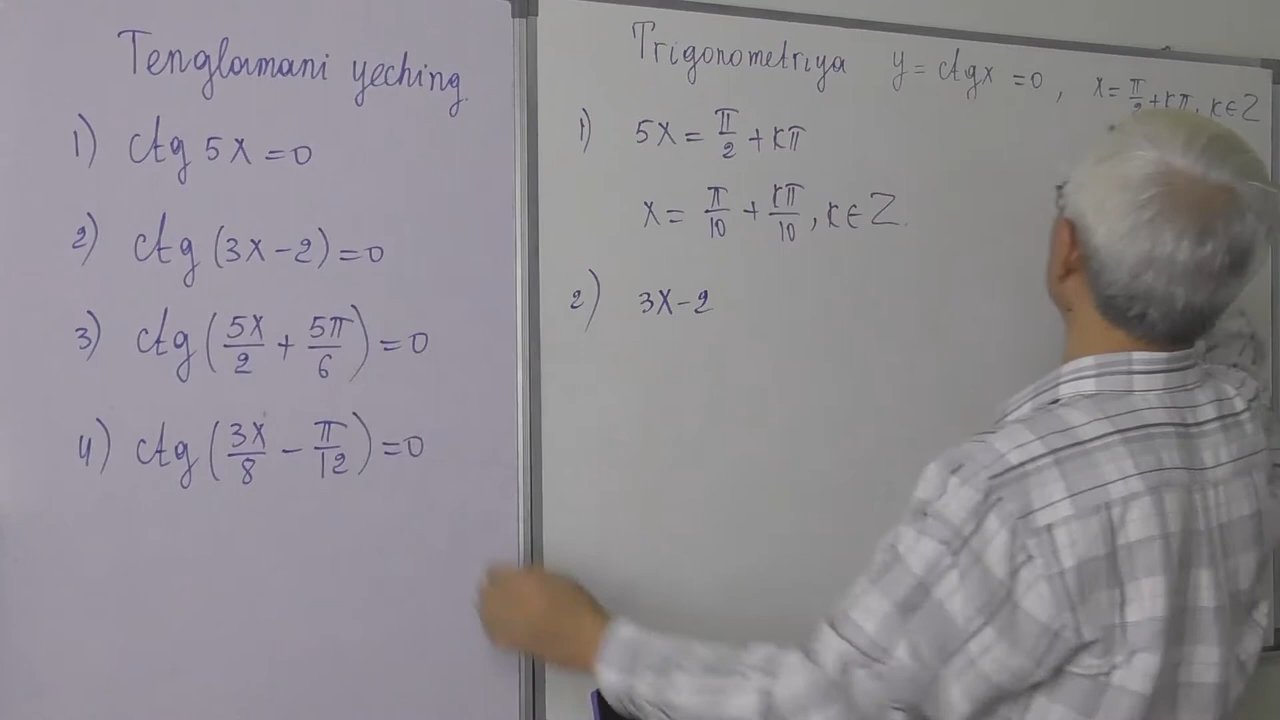 Tenglamani yeching.
1) ctg 5x = 0
2) ctg (3x - 2) = 0
3) ctg (5x/2 + 5π/6) = 0
4) ctg (3x/8 - π/12) = 0
Trigonometriya y = ctgx = 0, x = π/2 + kπ, k ∈ Z
1) 5x = π/2 + kπ
x = π/10 + kπ/10, k ∈ Z.
2) 3x - 2